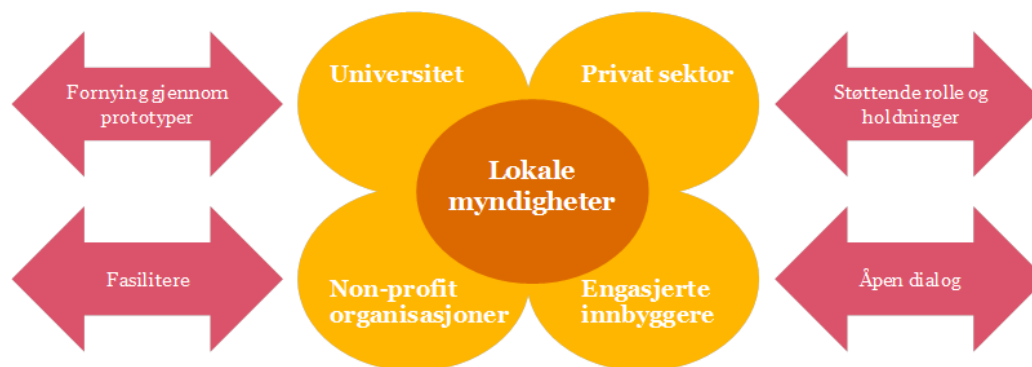 Fornying gjennom
prototyper
Universitet
Privat sektor
Støttende rolle og
holdninger
Lokale
myndigheter
Fasilitere
Non-profit
organisasjoner
Engasjerte
innbyggere
Åpen dialog